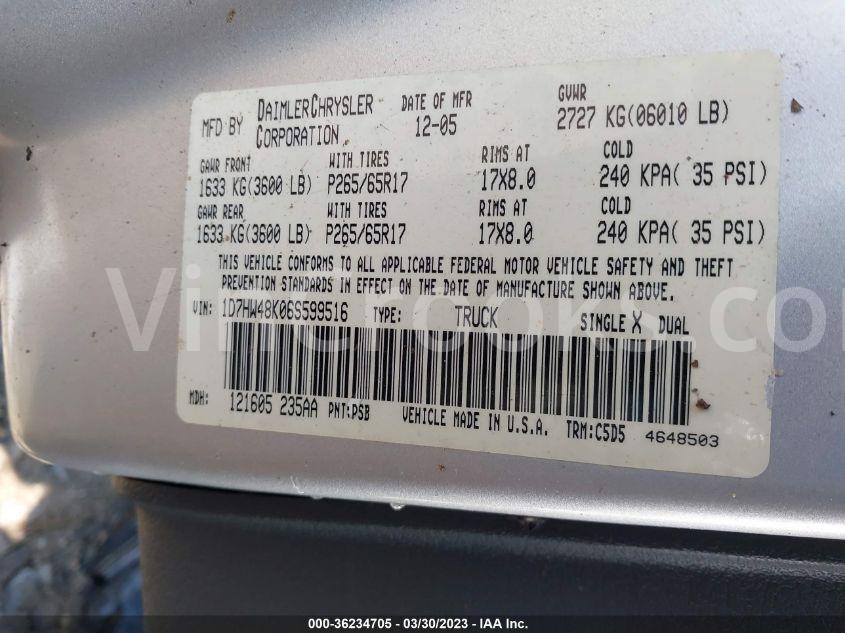 MFD BY DAIMLERCHRYSLER CORPORATION DATE OF MFR 12-05 GVWR 2727 KG(06010 LB)
GAWR FRONT WITH TIRES RIMS AT COLD
1633 KG(3600 LB) P265/65R17 17X8.0 240 KPA( 35 PSI)
GAWR REAR WITH TIRES RIMS AT COLD
1633 KG(3600 LB) P265/65R17 17X8.0 240 KPA( 35 PSI)
THIS VEHICLE CONFORMS TO ALL APPLICABLE FEDERAL MOTOR VEHICLE SAFETY AND THEFT
PREVENTION STANDARDS IN EFFECT ON THE DATE OF MANUFACTURE SHOWN ABOVE.
VIN: 1D7HW48K06S599516 TYPE: TRUCK SINGLE X DUAL
MDH: 121605 235AA PNT:PSB VEHICLE MADE IN U.S.A. TRM:C5D5 4648503
000-36234705 - 03/30/2023 - IAA Inc.